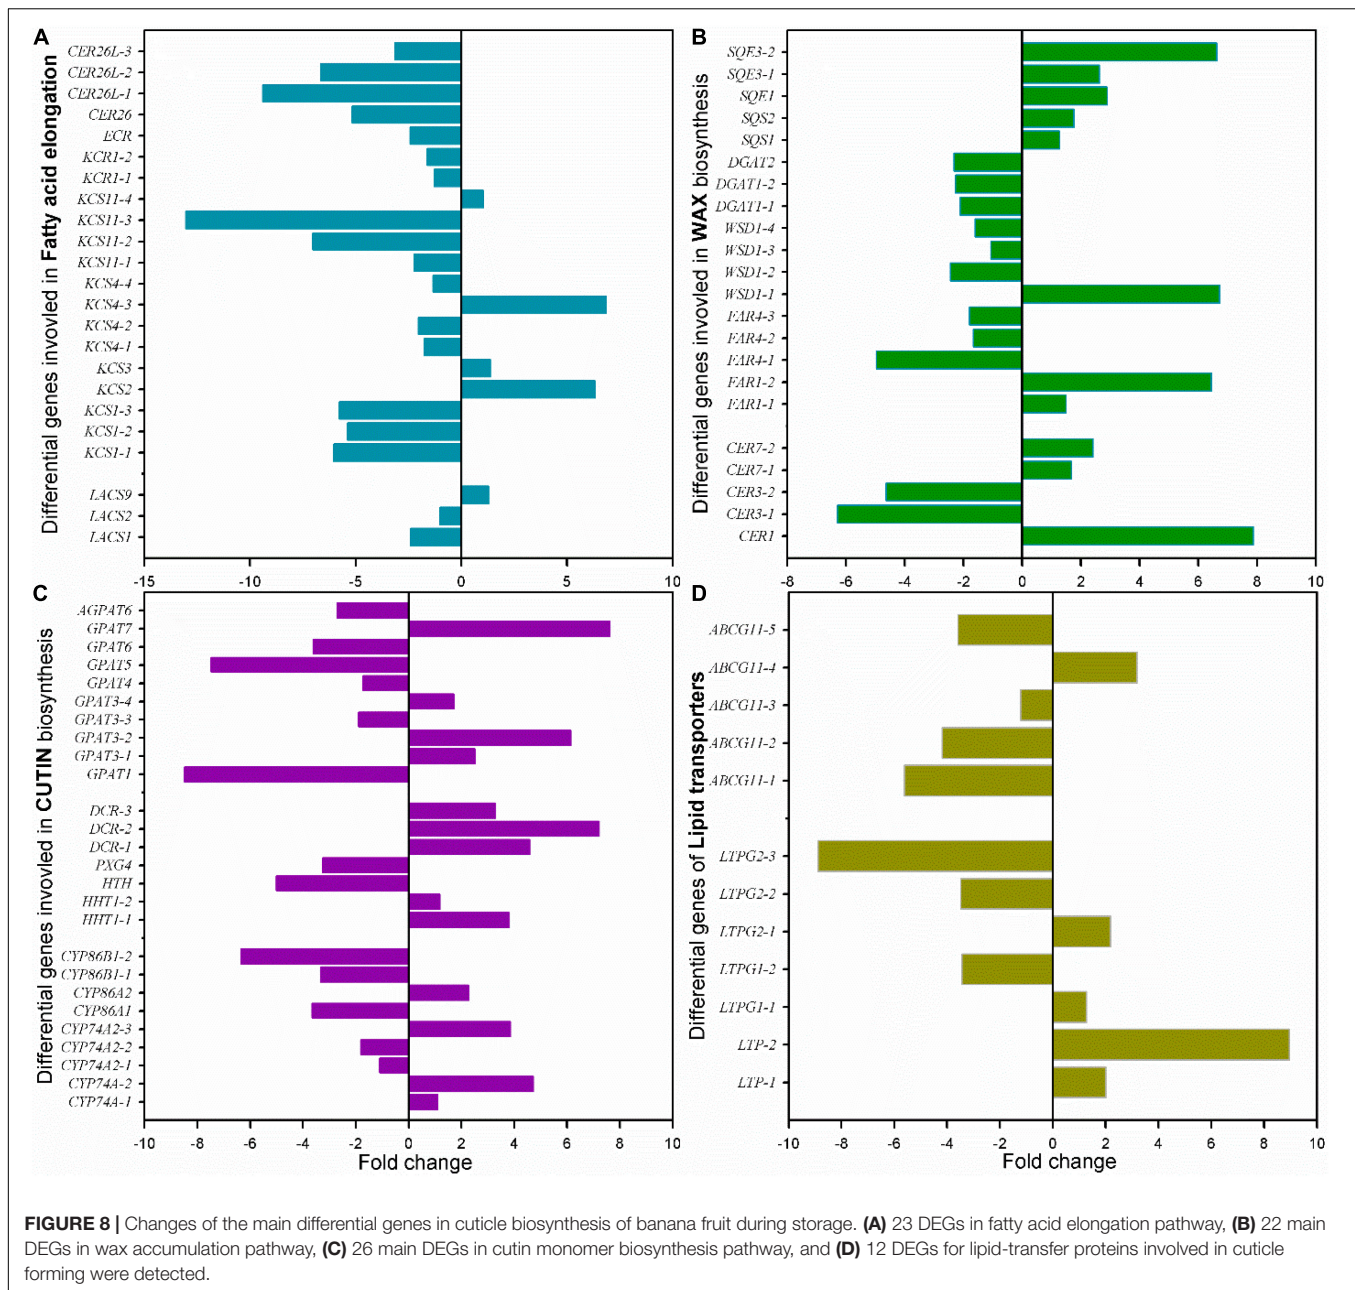 A
Differential genes invovled in Fatty acid elongation
CER26L-3
CER26L-2
CER26L-1
CER26
ECR
KCR1-2
KCR1-1
KCS11-4
KCS11-3
KCS11-2
KCS11-1
KCS4-4
KCS4-3
KCS4-2
KCS4-1
KCS3
KCS2
KCS1-3
KCS1-2
KCS1-1
LACS9
LACS2
LACS1
-15 -10 -5 0 5 10
B
Differential genes invovled in WAX biosynthesis
SQE3-2
SQE3-1
SQE1
SQS2
SQS1
DGAT2
DGAT1-2
DGAT1-1
WSD1-4
WSD1-3
WSD1-2
WSD1-1
FAR4-3
FAR4-2
FAR4-1
FAR1-2
FAR1-1
CER7-2
CER7-1
CER3-2
CER3-1
CER1
-8 -6 -4 -2 0 2 4 6 8 10
C
Differential genes invovled in CUTIN biosynthesis
AGPAT6
GPAT7
GPAT6
GPAT5
GPAT4
GPAT3-4
GPAT3-3
GPAT3-2
GPAT3-1
GPAT1
DCR-3
DCR-2
DCR-1
PXG4
HTH
HHT1-2
HHT1-1
CYP86B1-2
CYP86B1-1
CYP86A2
CYP86A1
CYP74A2-3
CYP74A2-2
CYP74A2-1
CYP74A-2
CYP74A-1
-10 -8 -6 -4 -2 0 2 4 6 8 10
Fold change
D
Differential genes of Lipid transporters
ABCG11-5
ABCG11-4
ABCG11-3
ABCG11-2
ABCG11-1
LTPG2-3
LTPG2-2
LTPG2-1
LTPG1-2
LTPG1-1
LTP-2
LTP-1
-10 -8 -6 -4 -2 0 2 4 6 8 10
Fold change
FIGURE 8 | Changes of the main differential genes in cuticle biosynthesis of banana fruit during storage. (A) 23 DEGs in fatty acid elongation pathway, (B) 22 main
DEGs in wax accumulation pathway, (C) 26 main DEGs in cutin monomer biosynthesis pathway, and (D) 12 DEGs for lipid-transfer proteins involved in cuticle
forming were detected.